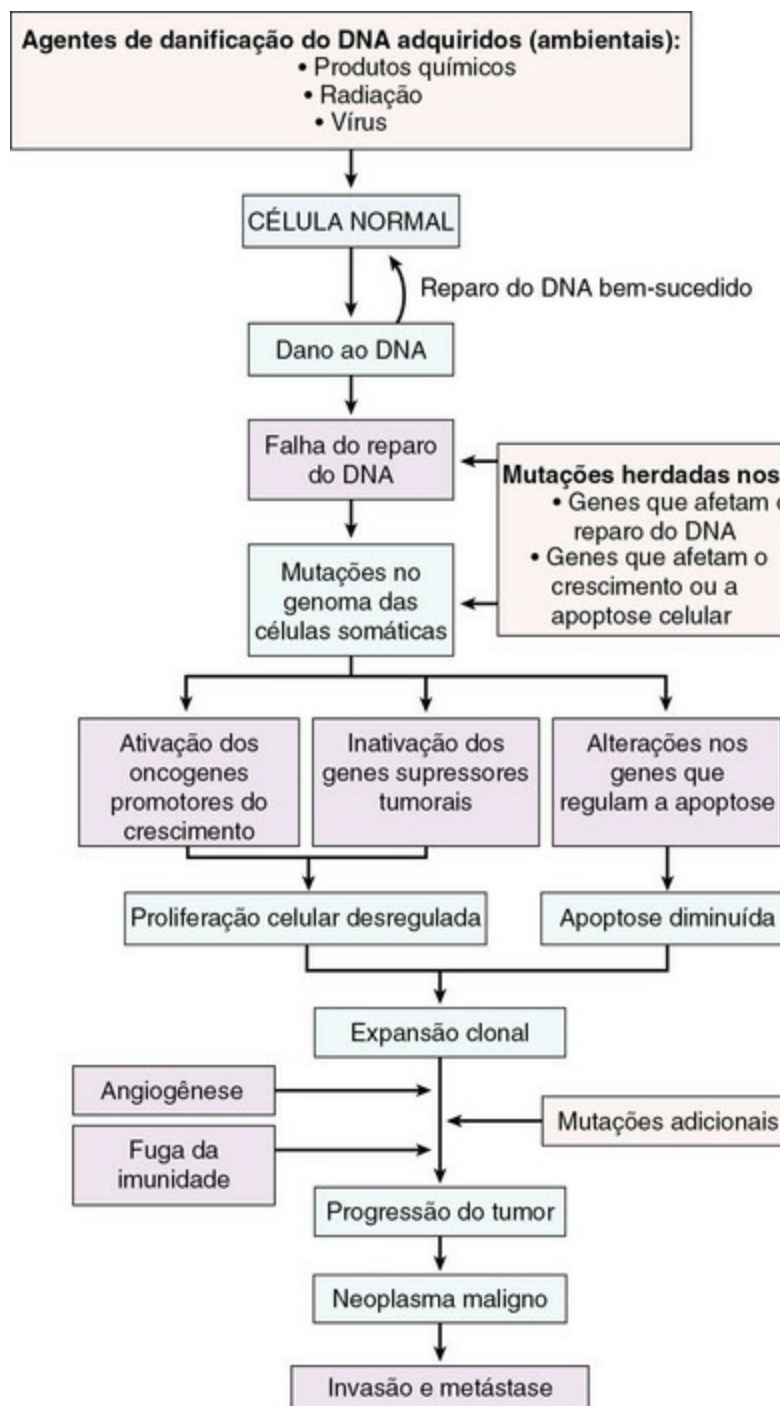 Agentes de danificação do DNA adquiridos (ambientais):
• Produtos químicos
• Radiação
• Vírus
CÉLULA NORMAL
Reparo do DNA bem-sucedido
Dano ao DNA
Falha do reparo
do DNA
Mutações herdadas nos
• Genes que afetam
reparo do DNA
• Genes que afetam o
crescimento ou a
apoptose celular
Mutações no
genoma das
células somáticas
Ativação dos
oncogenes
promotores do
crescimento
Inativação dos
genes supressores
tumorais
Alterações nos
genes que
regulam a apoptose
Proliferação celular desregulada
Apoptose diminuída
Expansão clonal
Angiogênese
Mutações adicionais
Fuga da
imunidade
Progressão do tumor
Neoplasma maligno
Invasão e metástase